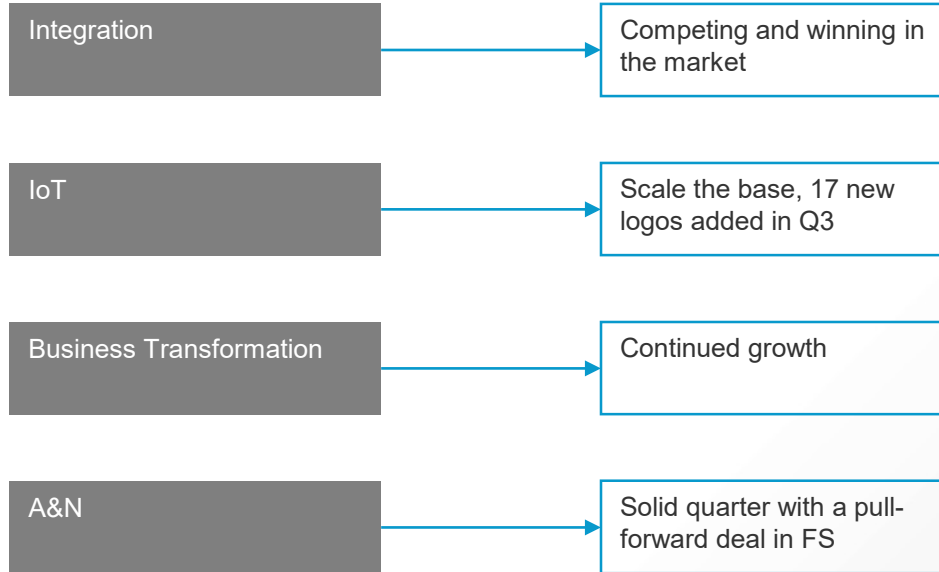 Integration
Competing and winning in
the market
IoT
Scale the base, 17 new
logos added in Q3
Business Transformation
Continued growth
A&N
Solid quarter with a pull-
forward deal in FS